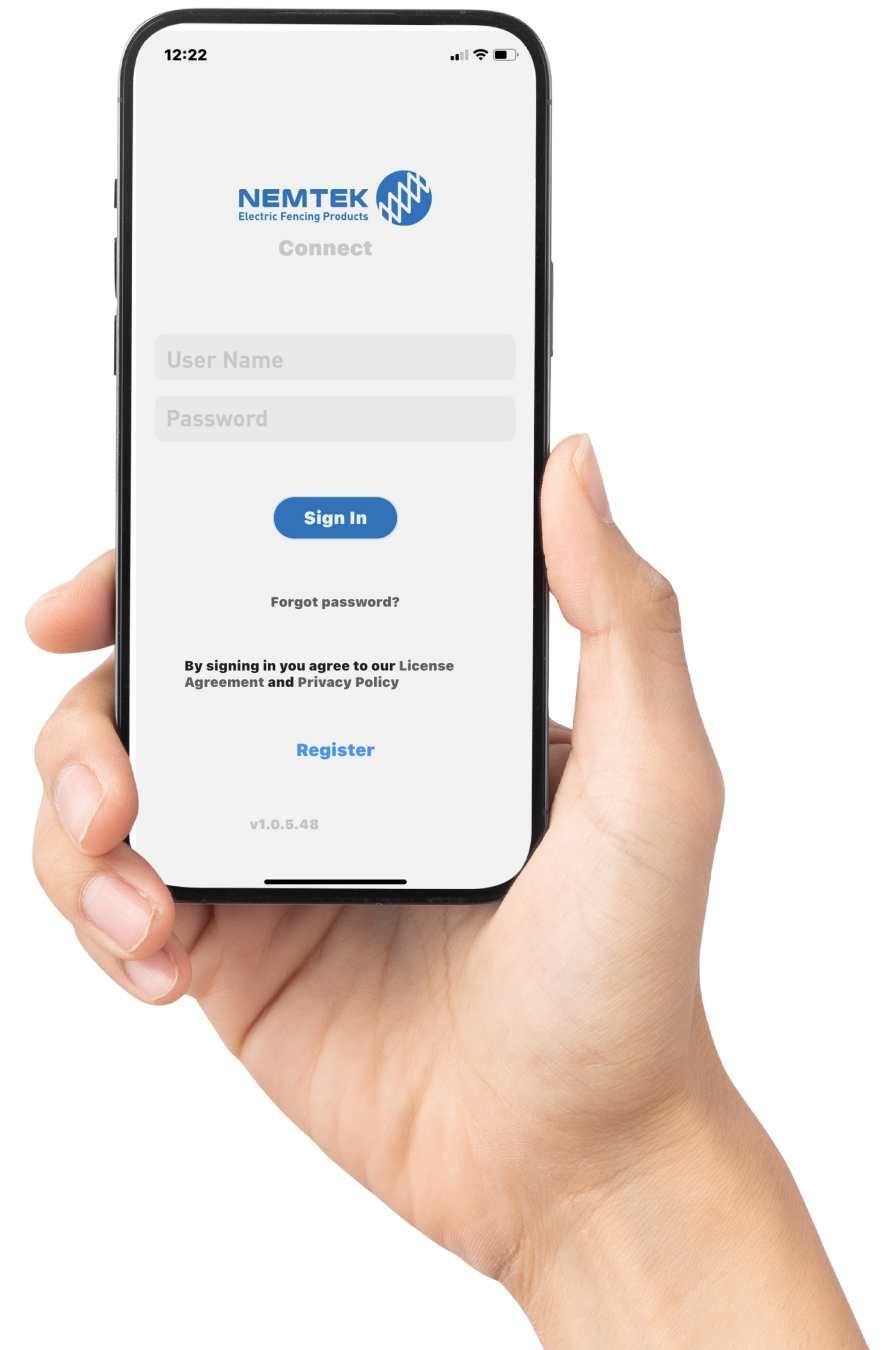 12:22
NEMTEK
Electric Fencing Products
Connect
User Name
Password
Sign In
Forgot password?
By signing in you agree to our License
Agreement and Privacy Policy
Register
v1.0.5.48